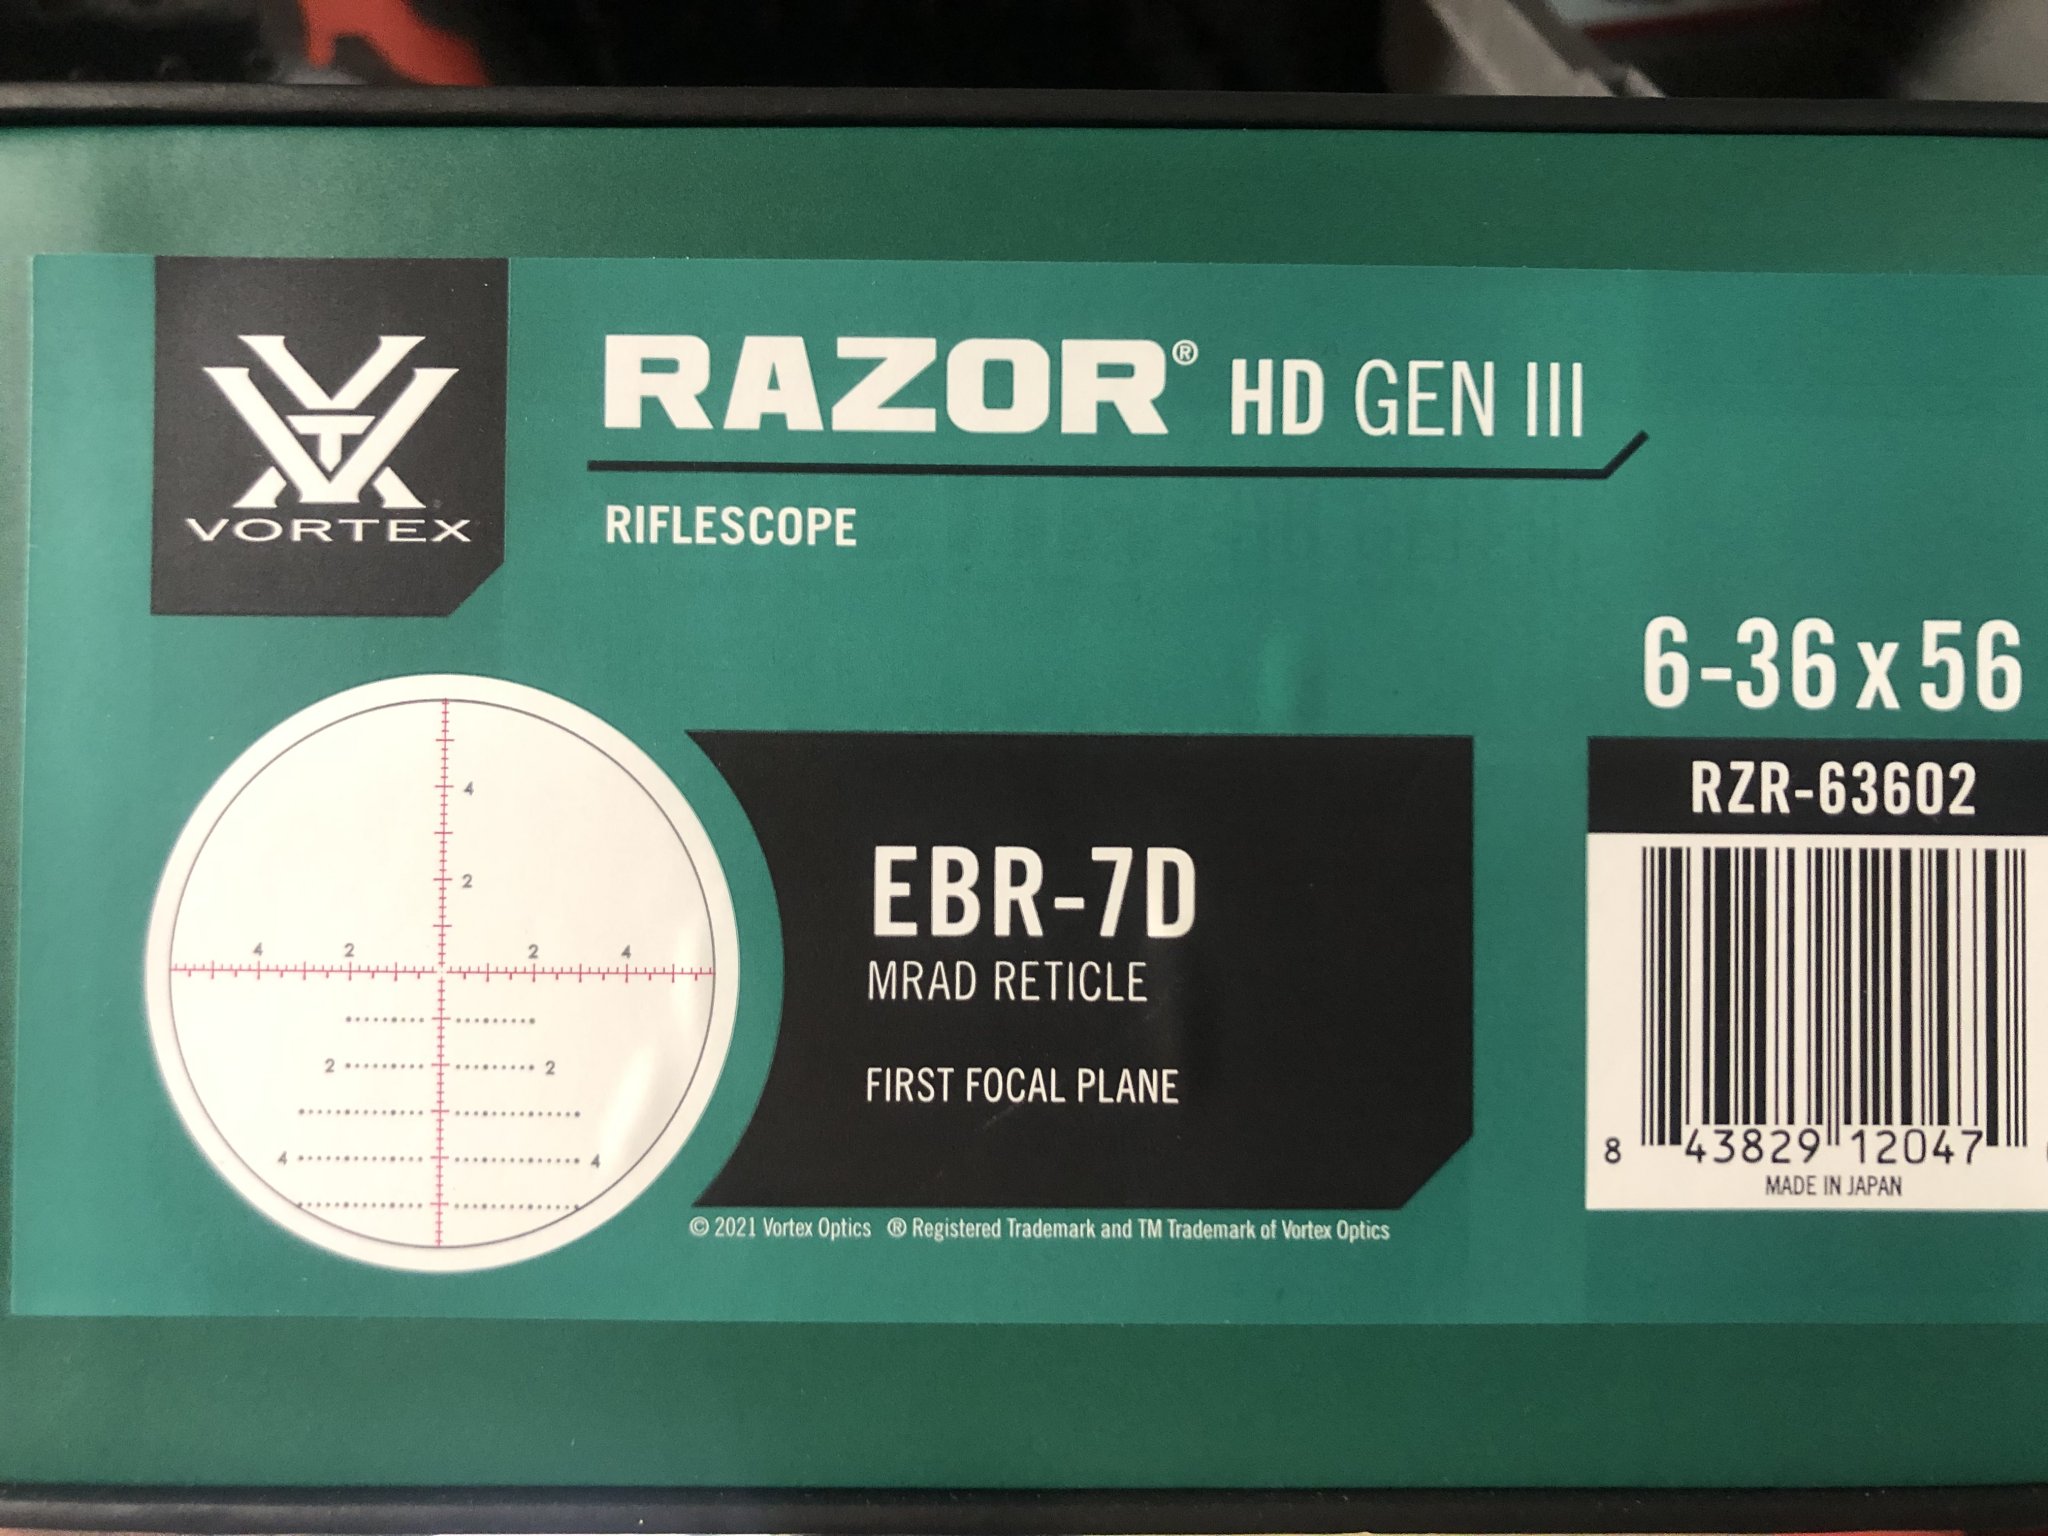 VORTEX
RAZOR® HD GEN III
RIFLESCOPE
6-36 x 56
RZR-63602
4
2
4 2 2 4
2 2
4 4
EBR-7D
MRAD RETICLE
FIRST FOCAL PLANE
8 43829 12047
MADE IN JAPAN
© 2021 Vortex Optics ® Registered Trademark and TM Trademark of Vortex Optics